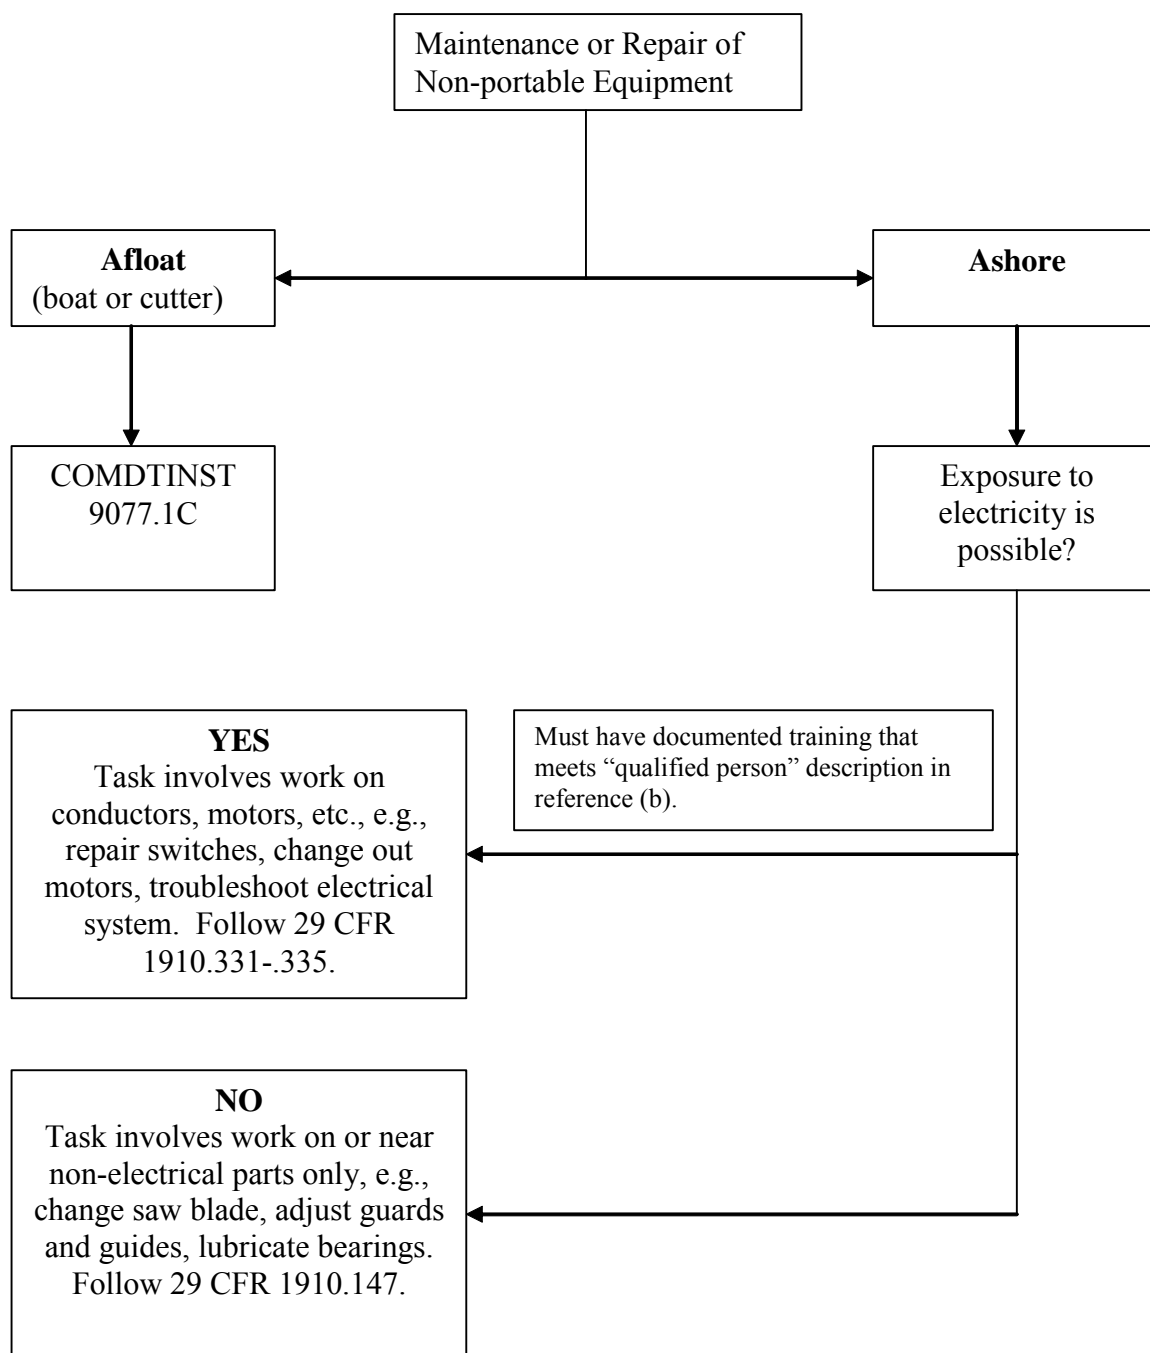 Maintenance or Repair of
Non-portable Equipment
Afloat
(boat or cutter)
Ashore
COMDTINST
9077.1C
Exposure to
electricity is
possible?
YES
Task involves work on
conductors, motors, etc., e.g.,
repair switches, change out
motors, troubleshoot electrical
system.  Follow 29 CFR
1910.331-.335.
Must have documented training that
meets “qualified person” description in
reference (b).
NO
Task involves work on or near
non-electrical parts only, e.g.,
change saw blade, adjust guards
and guides, lubricate bearings.
Follow 29 CFR 1910.147.